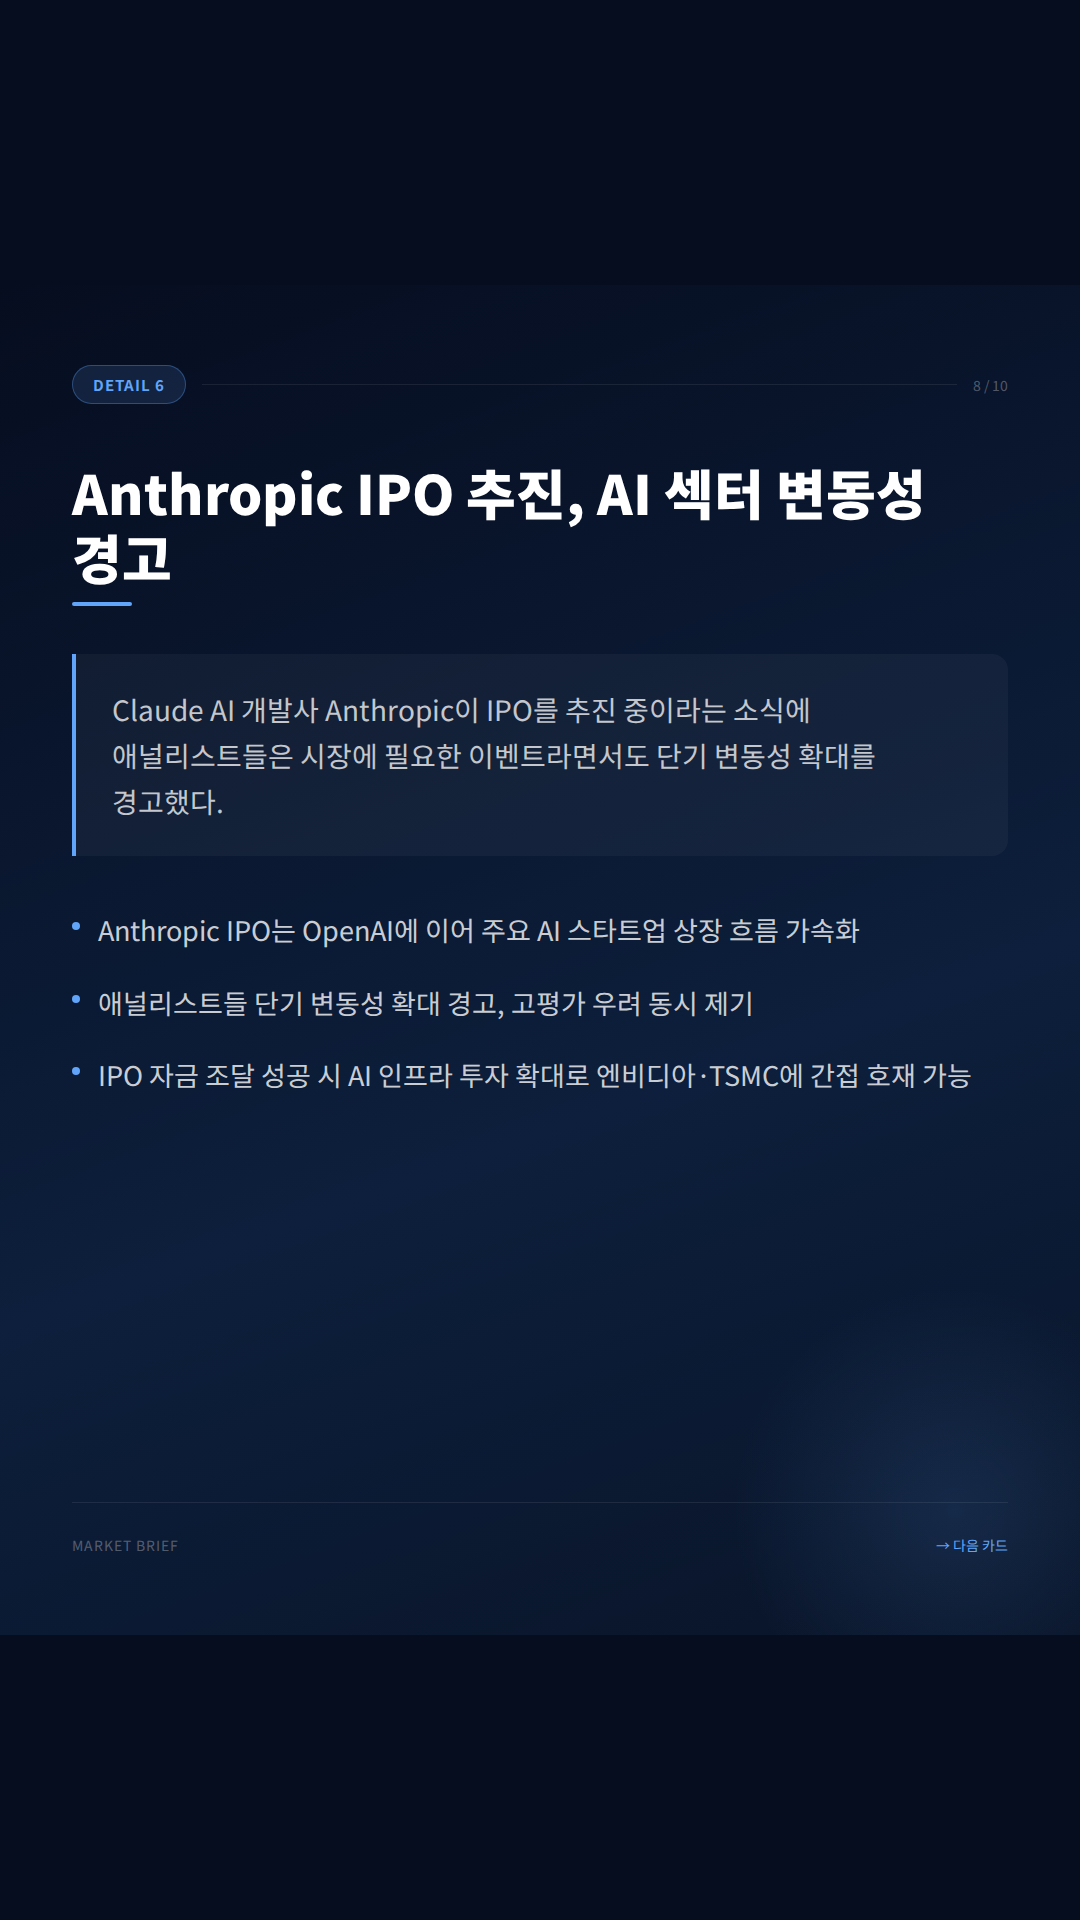 DETAIL 6
8 / 10
Anthropic IPO 추진, AI 섹터 변동성
경고
Claude AI 개발사 Anthropic이 IPO를 추진 중이라는 소식에
애널리스트들은 시장에 필요한 이벤트라면서도 단기 변동성 확대를
경고했다.
• Anthropic IPO는 OpenAI에 이어 주요 AI 스타트업 상장 흐름 가속화
• 애널리스트들 단기 변동성 확대 경고, 고평가 우려 동시 제기
• IPO 자금 조달 성공 시 AI 인프라 투자 확대로 엔비디아·TSMC에 간접 호재 가능
MARKET BRIEF
→ 다음 카드